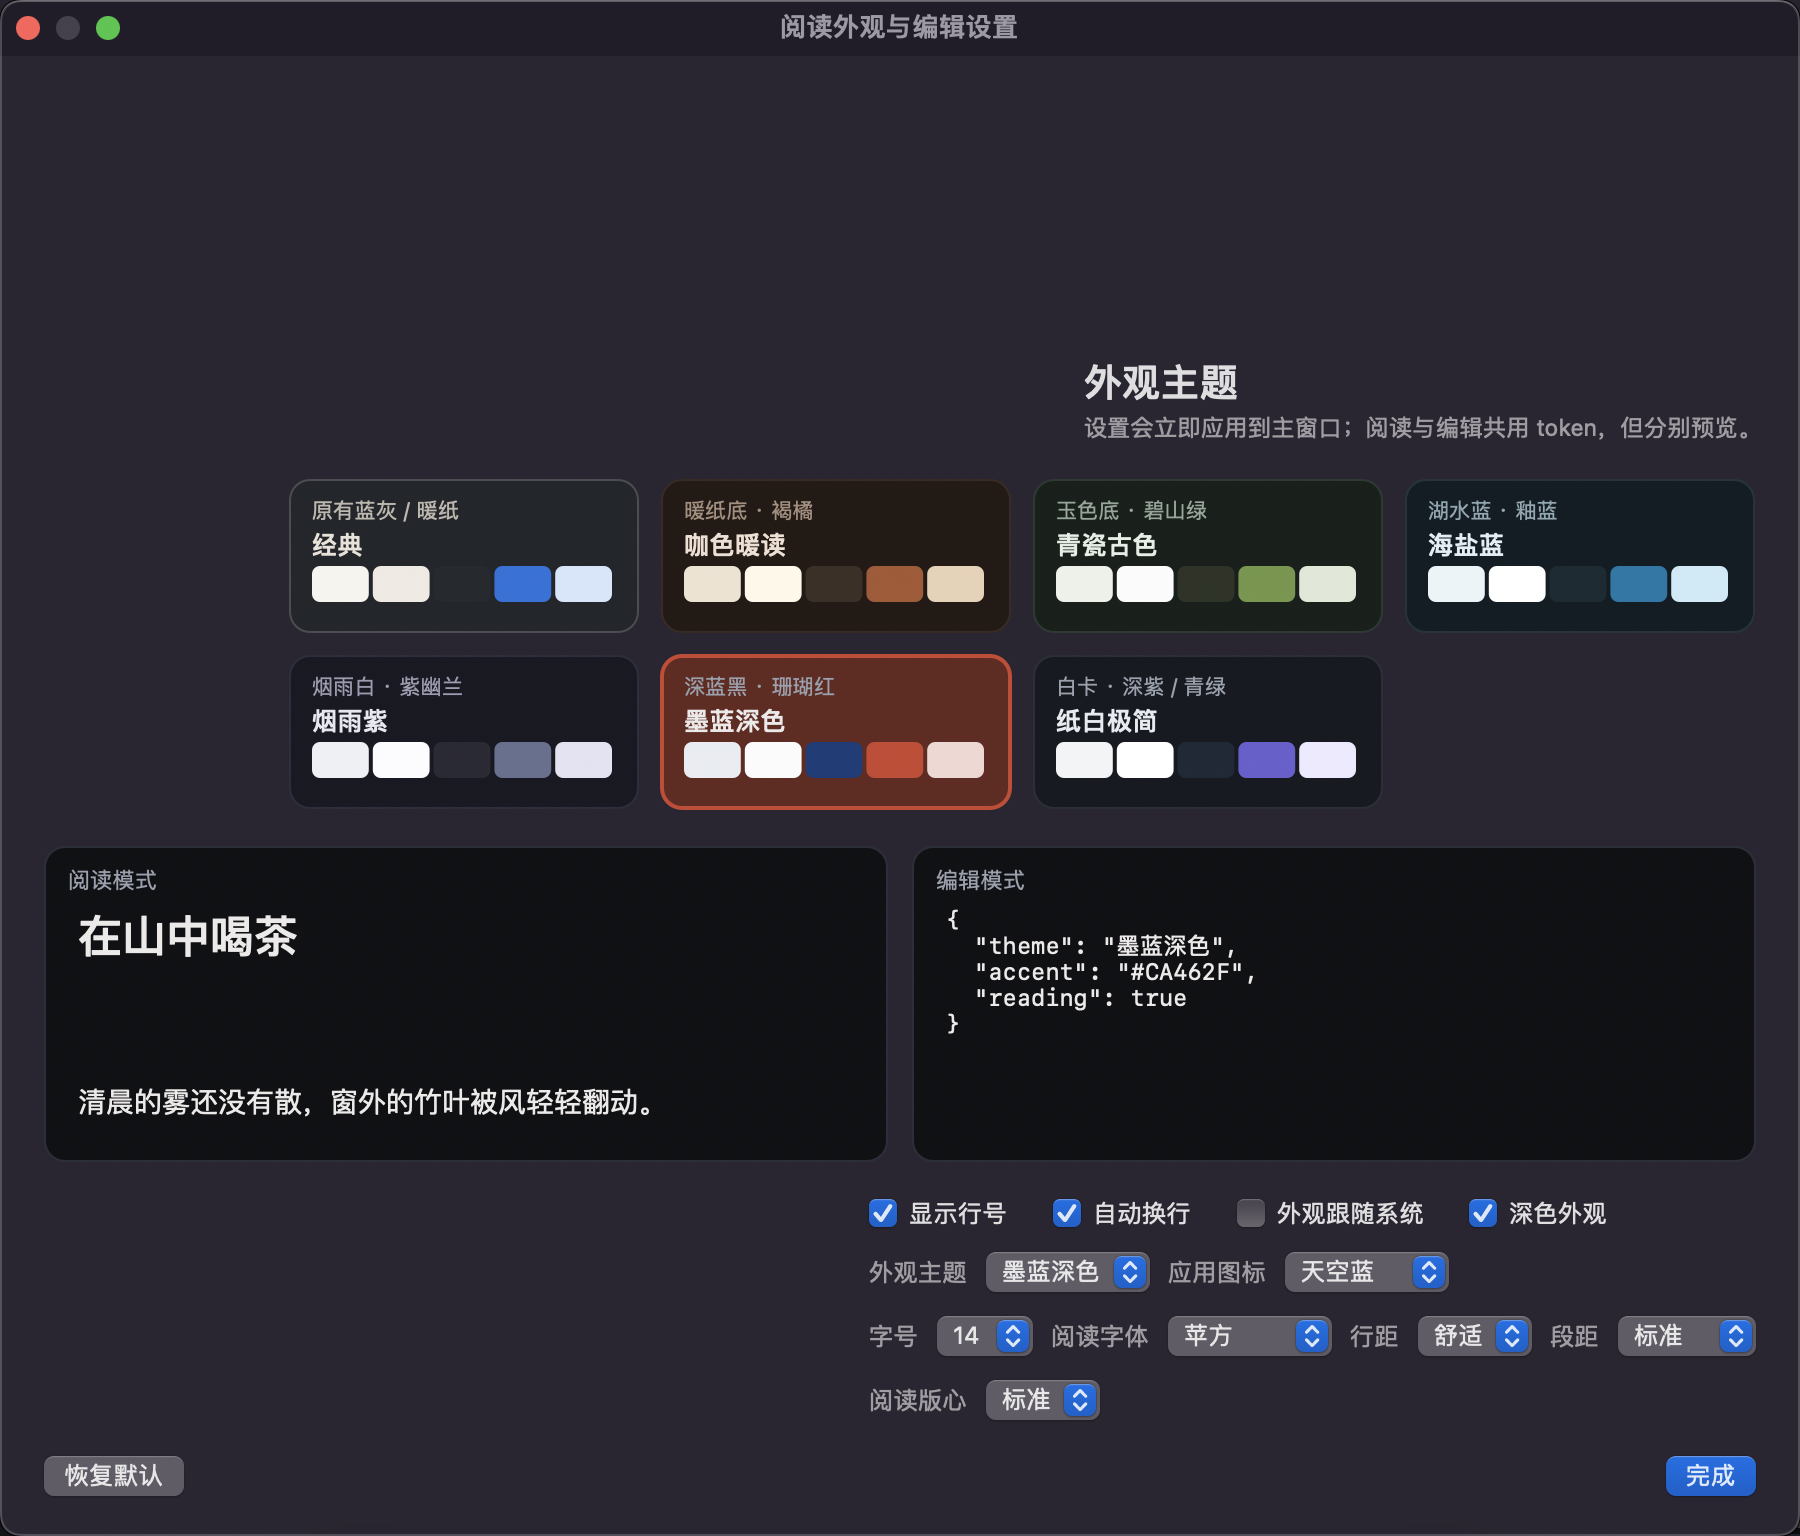 阅读外观与编辑设置
外观主题
设置会立即应用到主窗口；阅读与编辑共用 token，但分别预览。
原有蓝灰 / 暖纸
经典
暖纸底 · 褐橘
咖色暖读
玉色底 · 碧山绿
青瓷古色
湖水蓝 · 釉蓝
海盐蓝
烟雨白 · 紫幽兰
烟雨紫
深蓝黑 · 珊瑚红
墨蓝深色
白卡 · 深紫 / 青绿
纸白极简
阅读模式
在山中喝茶
清晨的雾还没有散，窗外的竹叶被风轻轻翻动。
编辑模式
{
  "theme": "墨蓝深色",
  "accent": "#CA462F",
  "reading": true
}
显示行号 自动换行 外观跟随系统 深色外观
外观主题 墨蓝深色 应用图标 天空蓝
字号 14 阅读字体 苹方 行距 舒适 段距 标准
阅读版心 标准
恢复默认 完成